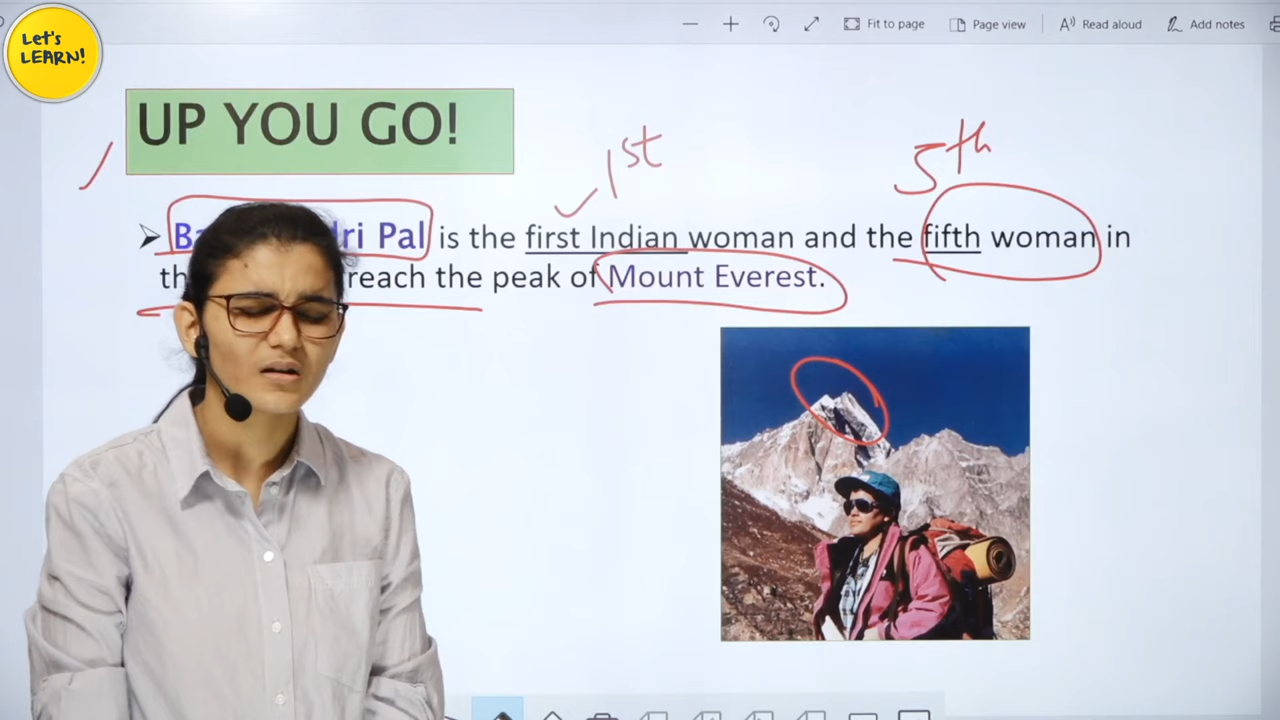 Let's
LEARN!
Fit to page
Page view
Read aloud
Add notes
UP YOU GO!
1st
5th
Pal is the first Indian woman and the fifth woman in
reach the peak of Mount Everest.